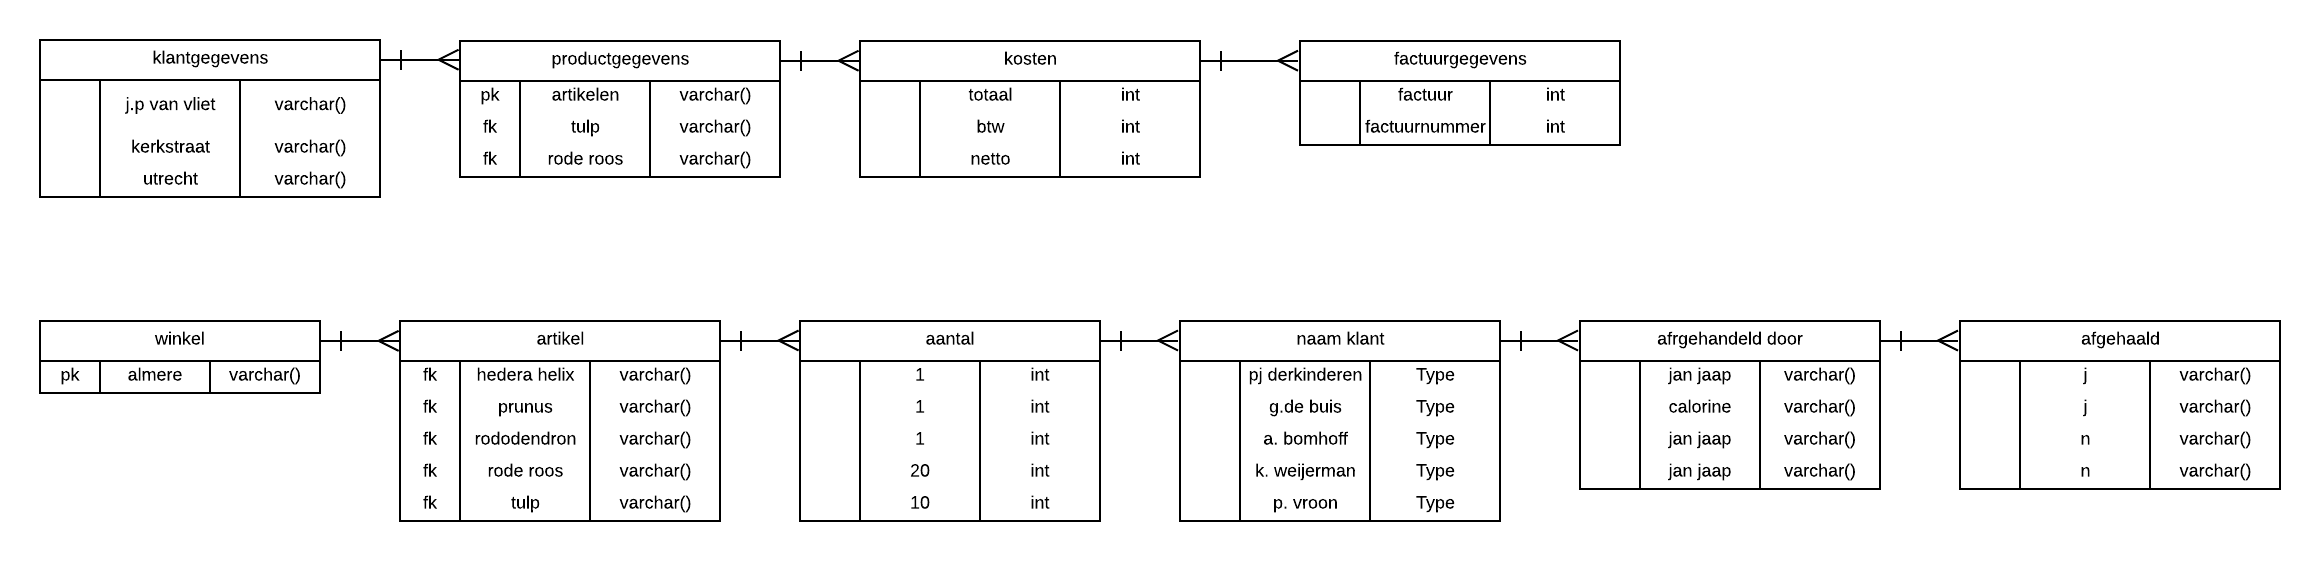 klantgegevens
j.p van vliet varchar()
kerkstraat varchar()
utrecht varchar()
productgegevens
pk artikelen varchar()
fk tulp varchar()
fk rode roos varchar()
kosten
totaal int
btw int
netto int
factuurgegevens
factuur int
factuurnummer int
winkel
pk almere varchar()
artikel
fk hedera helix varchar()
fk prunus varchar()
fk rododendron varchar()
fk rode roos varchar()
fk tulp varchar()
aantal
1 int
1 int
1 int
20 int
10 int
naam klant
pj derkinderen Type
g.de buis Type
a. bomhoff Type
k. weijerman Type
p. vroon Type
afrgehandeld door
jan jaap varchar()
calorine varchar()
jan jaap varchar()
jan jaap varchar()
afgehaald
j varchar()
j varchar()
n varchar()
n varchar()